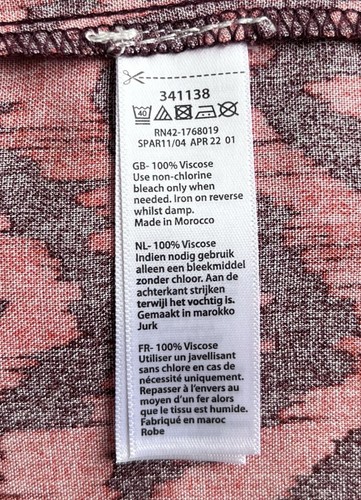 341138
40
RN42-1768019
SPAR11/04 APR 22 01
GB- 100% Viscose
Use non-chlorine
bleach only when
needed. Iron on reverse
whilst damp.
Made in Morocco
NL- 100% Viscose
Indien nodig gebruik
alleen een bleekmiddel
zonder chloor. Aan de
achterkant strijken
terwijl het vochtig is.
Gemaakt in marokko
Jurk
FR- 100% Viscose
Utiliser un javellisant
sans chlore en cas de
nécessité uniquement.
Repasser à l'envers au
moyen d'un fer alors
que le tissu est humide.
Fabriqué en maroc
Robe